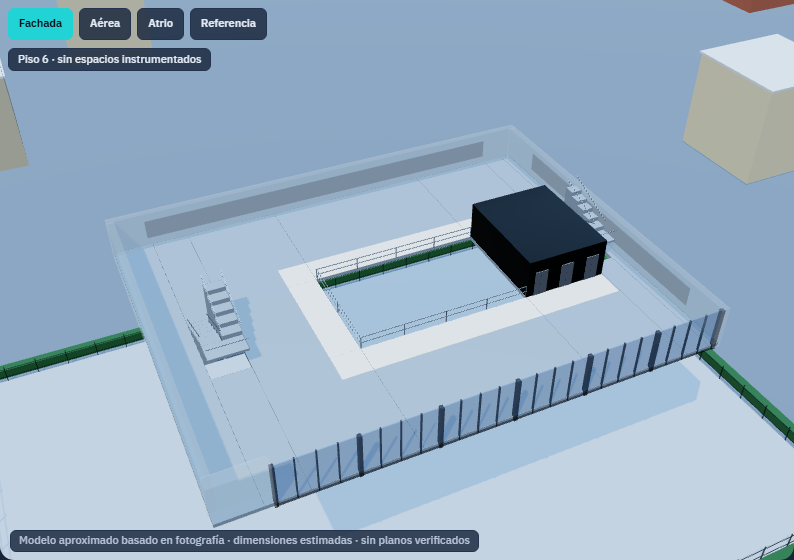 Fachada
Aérea
Atrio
Referencia
Piso 6 · sin espacios instrumentados
Modelo aproximado basado en fotografía · dimensiones estimadas · sin planos verificados